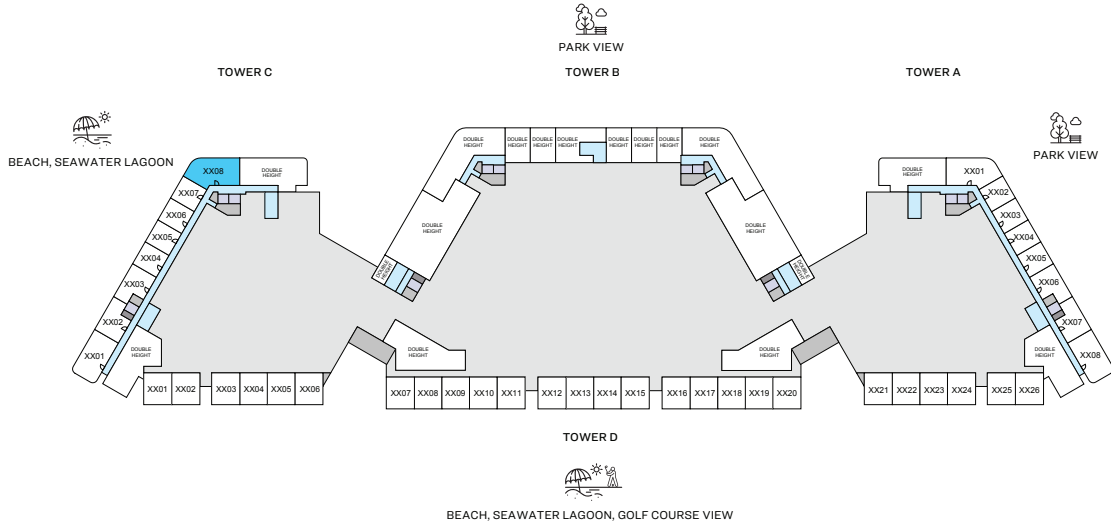 PARK VIEW
TOWER C
TOWER B
TOWER A
BEACH, SEAWATER LAGOON
PARK VIEW
XX08
DOUBLE
HEIGHT
XX07
XX06
XX05
XX04
XX03
XX02
XX01
DOUBLE
HEIGHT
DOUBLE
HEIGHT
DOUBLE
HEIGHT
DOUBLE
HEIGHT
DOUBLE
HEIGHT
DOUBLE
HEIGHT
DOUBLE
HEIGHT
DOUBLE
HEIGHT
DOUBLE
HEIGHT
DOUBLE
HEIGHT
DOUBLE
HEIGHT
DOUBLE
HEIGHT
DOUBLE
HEIGHT
DOUBLE
HEIGHT
DOUBLE
HEIGHT
DOUBLE
HEIGHT
XX01
XX02
XX03
XX04
XX05
XX06
XX07
XX08
DOUBLE
HEIGHT
XX01 XX02 XX03 XX04 XX05 XX06 XX07 XX08 XX09 XX10 XX11 XX12 XX13 XX14 XX15 XX16 XX17 XX18 XX19 XX20 XX21 XX22 XX23 XX24 XX25 XX26
TOWER D
BEACH, SEAWATER LAGOON, GOLF COURSE VIEW